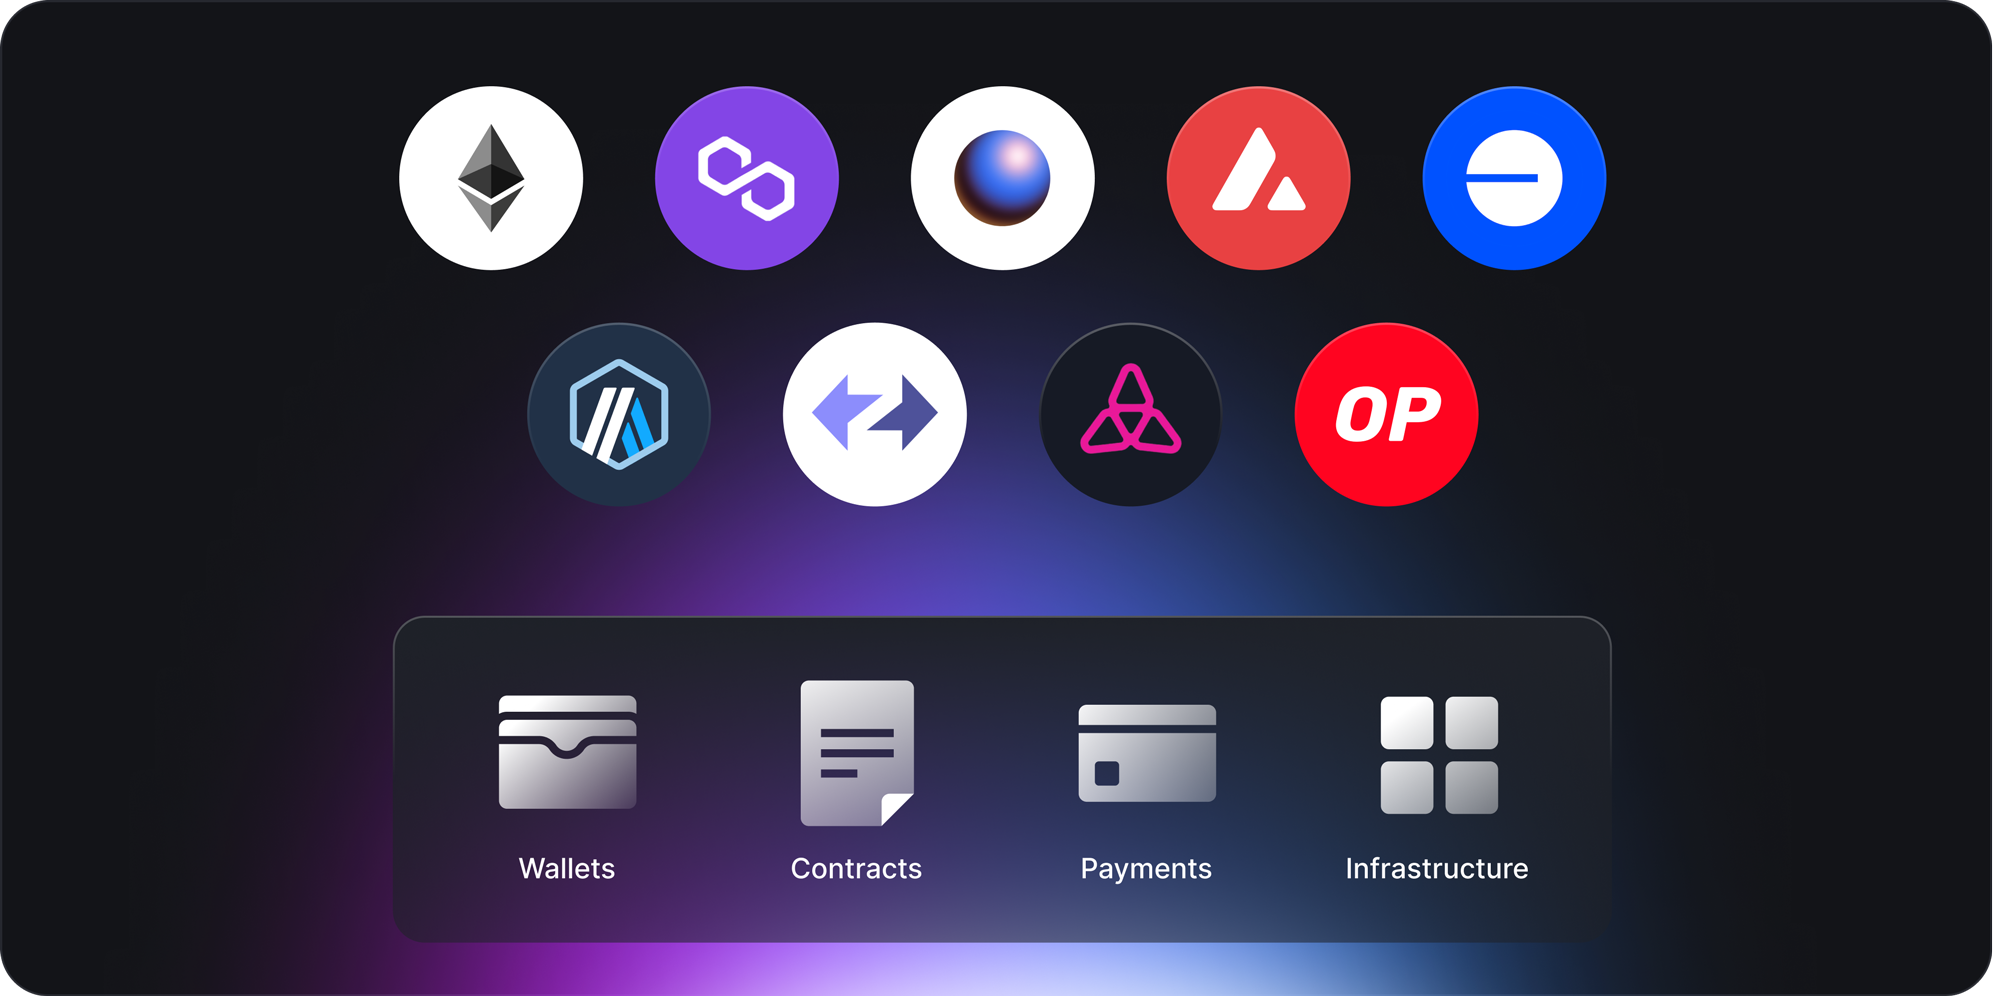 OP
Wallets
Contracts
Payments
Infrastructure